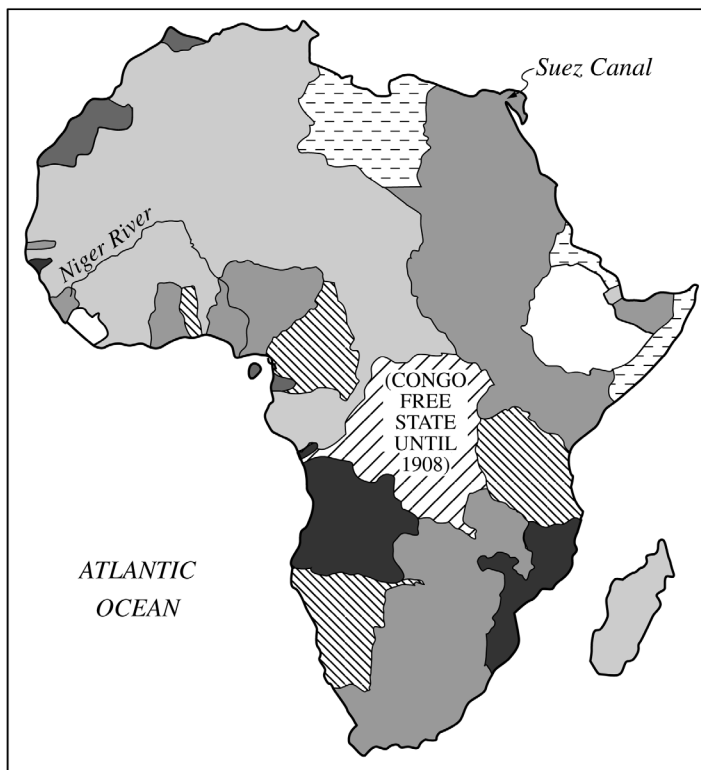 Suez Canal
Niger River
(CONGO
FREE
STATE
UNTIL
1908)
ATLANTIC
OCEAN